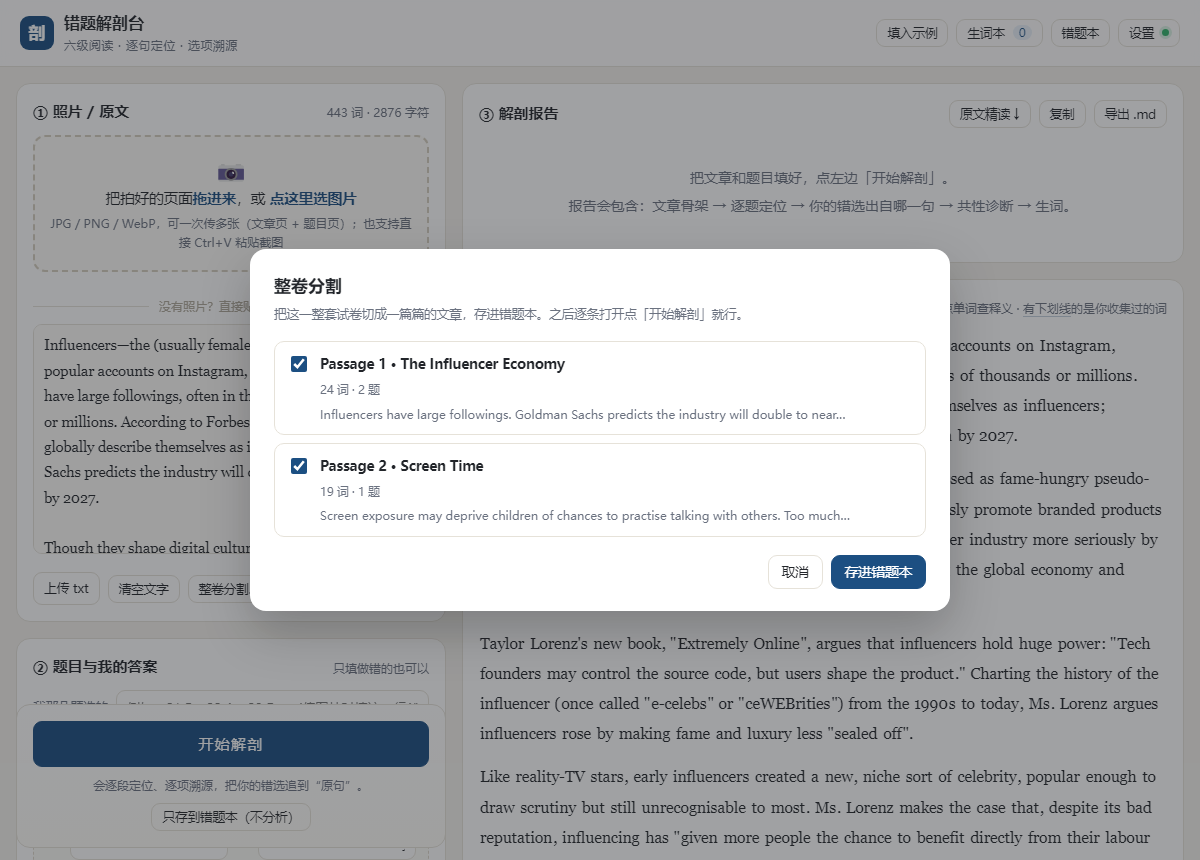 剖
错题解剖台
六级阅读 · 逐句定位 · 选项溯源
填入示例
生词本 0
错题本
设置
① 照片 / 原文
443 词 · 2876 字符
把拍好的页面拖进来，或 点这里选图片
JPG / PNG / WebP，可一次传多张（文章页 + 题目页）；也支持直
接 Ctrl+V 粘贴截图
没有照片？直接
Influencers—the (usually female
popular accounts on Instagram,
have large followings, often in th
or millions. According to Forbes
globally describe themselves as i
Sachs predicts the industry will
by 2027.
Though they shape digital cultur
上传 txt
清空文字
整卷分割
② 题目与我的答案
只填做错的也可以
开始解剖
会逐段定位、逐项溯源，把你的错选追到“原句”。
只存到错题本（不分析）
③ 解剖报告
原文精读↓
复制
导出 .md
把文章和题目填好，点左边「开始解剖」。
报告会包含：文章骨架 → 逐题定位 → 你的错选出自哪一句 → 共性诊断 → 生词。
单词查释义 · 有下划线的是你收集过的词
accounts on Instagram,
s of thousands or millions.
mselves as influencers;
by 2027.
sed as fame-hungry pseudo-
sly promote branded products
er industry more seriously by
the global economy and
Taylor Lorenz's new book, "Extremely Online", argues that influencers hold huge power: "Tech
founders may control the source code, but users shape the product." Charting the history of the
influencer (once called "e-celebs" or "ceWEBrities") from the 1990s to today, Ms. Lorenz argues
influencers rose by making fame and luxury less "sealed off".
Like reality-TV stars, early influencers created a new, niche sort of celebrity, popular enough to
draw scrutiny but still unrecognisable to most. Ms. Lorenz makes the case that, despite its bad
reputation, influencing has "given more people the chance to benefit directly from their labour
整卷分割
把这一整套试卷切成一篇篇的文章，存进错题本。之后逐条打开点「开始解剖」就行。
Passage 1 • The Influencer Economy
24 词 · 2 题
Influencers have large followings. Goldman Sachs predicts the industry will double to near...
Passage 2 • Screen Time
19 词 · 1 题
Screen exposure may deprive children of chances to practise talking with others. Too much...
取消
存进错题本